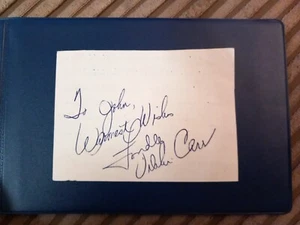 To John,
Warmest Wishes
Fondly
Vikki Carr